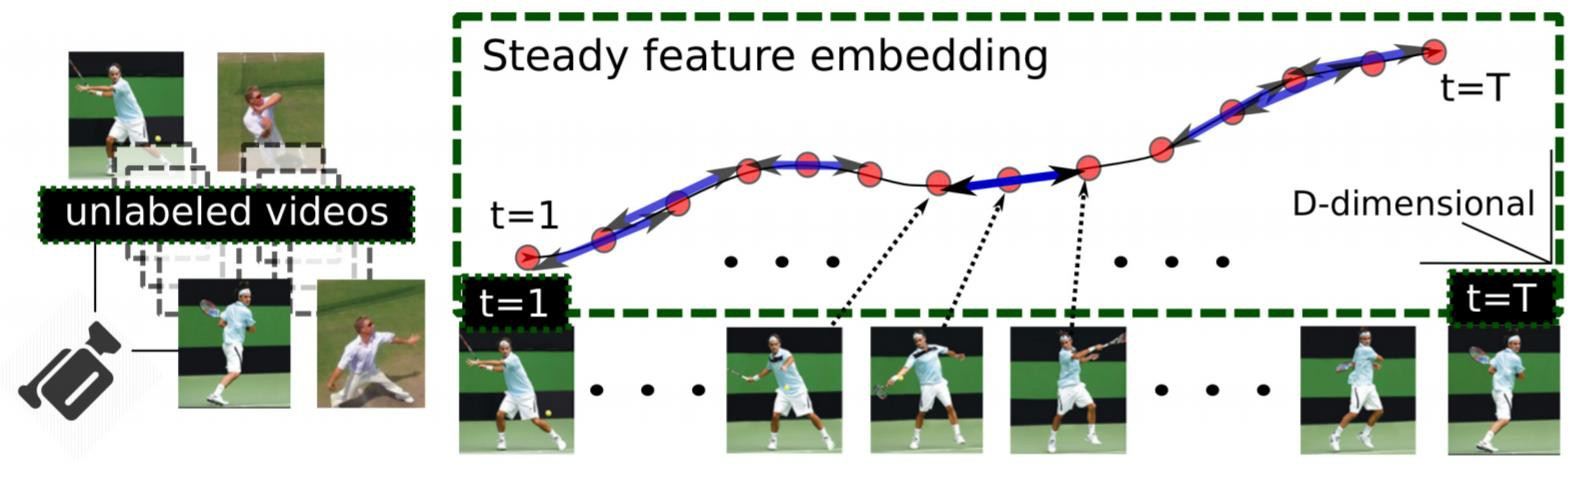 Steady feature embedding
t=T
unlabeled videos
t=1
D-dimensional
t=1
t=T